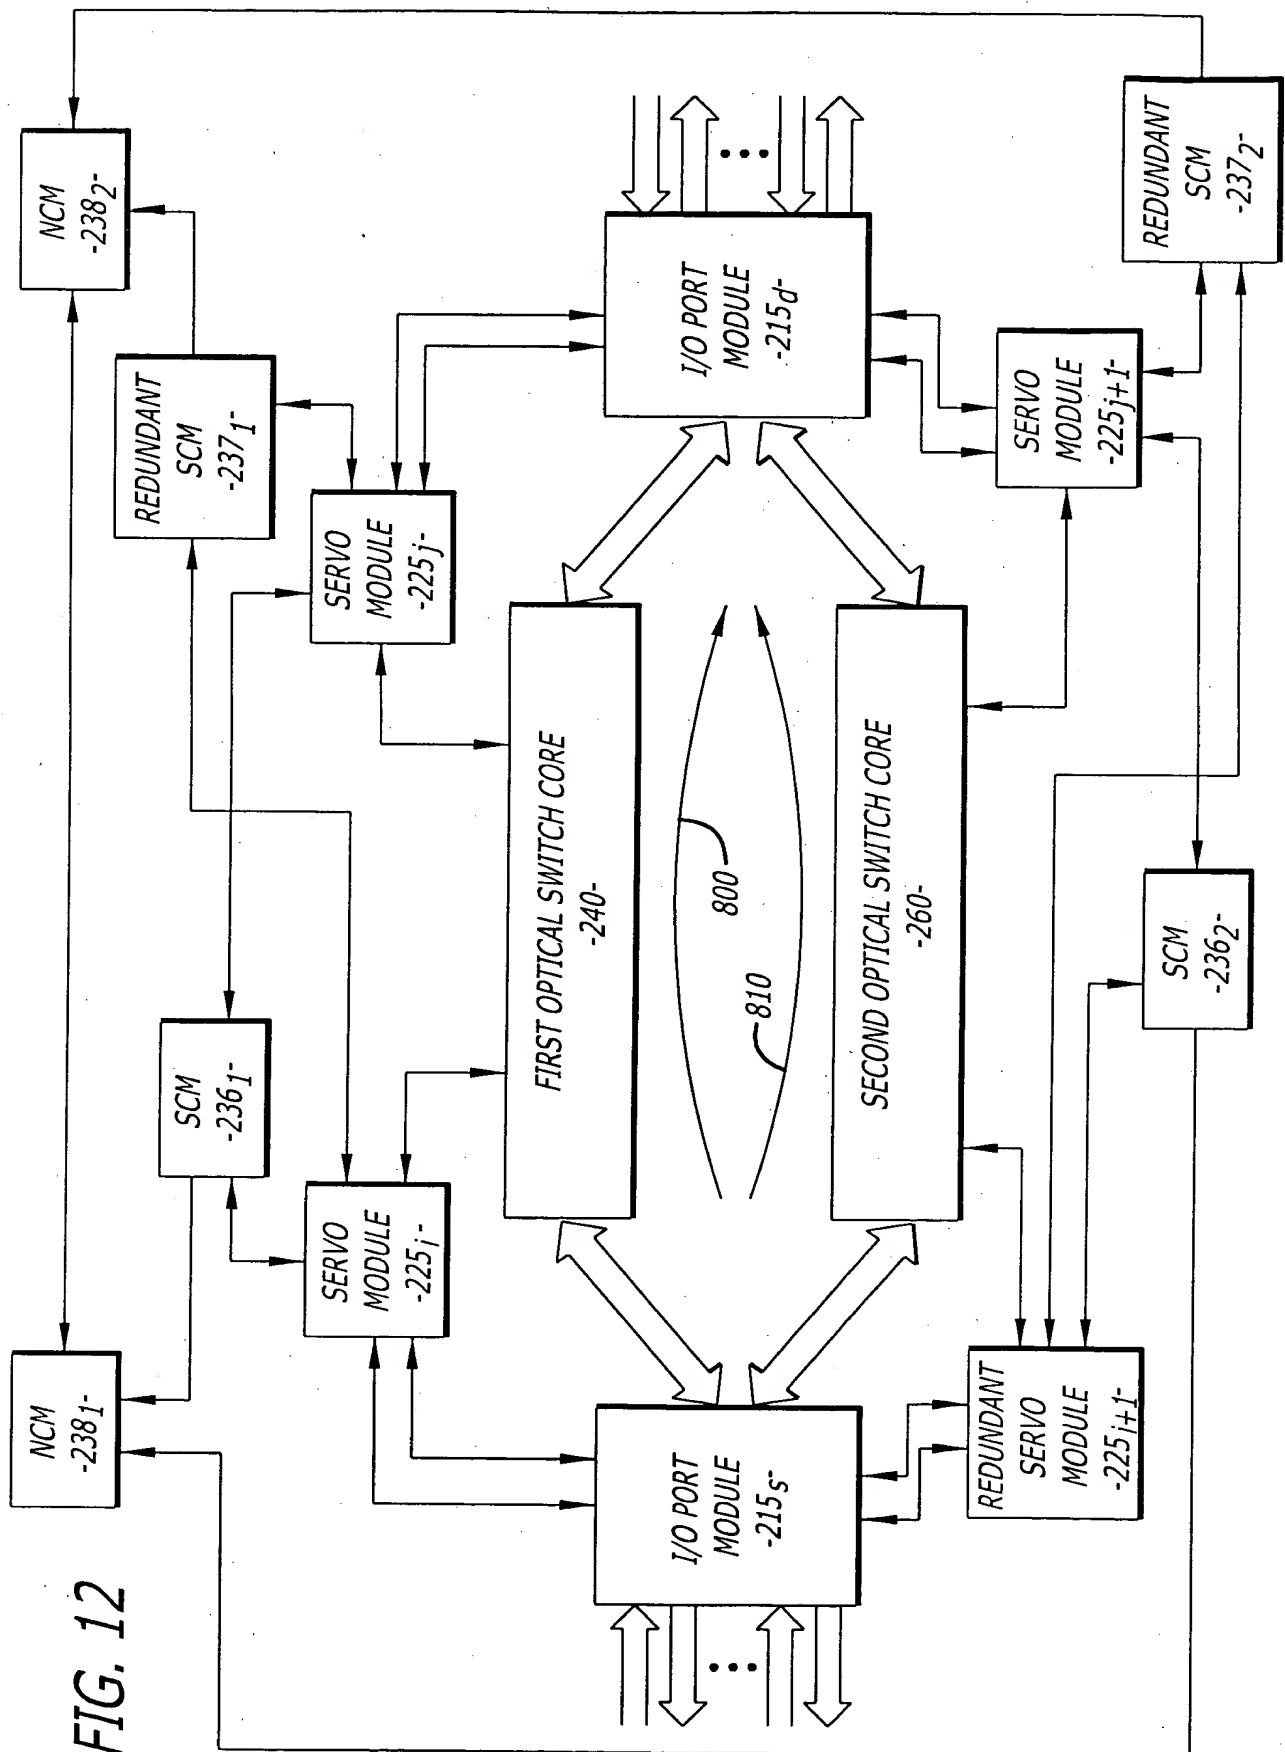 FIG. 12
NCM
-238₁-
NCM
-238₂-
SCM
-236₁-
REDUNDANT
SCM
-237₁-
SERVO
MODULE
-225ᵢ-
SERVO
MODULE
-225ⱼ-
I/O PORT
MODULE
-215ₛ-
FIRST OPTICAL SWITCH CORE
-240-
800
810
SECOND OPTICAL SWITCH CORE
-260-
I/O PORT
MODULE
-215d-
REDUNDANT
SERVO
MODULE
-225i+1-
SERVO
MODULE
-225j+1-
SCM
-236₂-
REDUNDANT
SCM
-237₂-